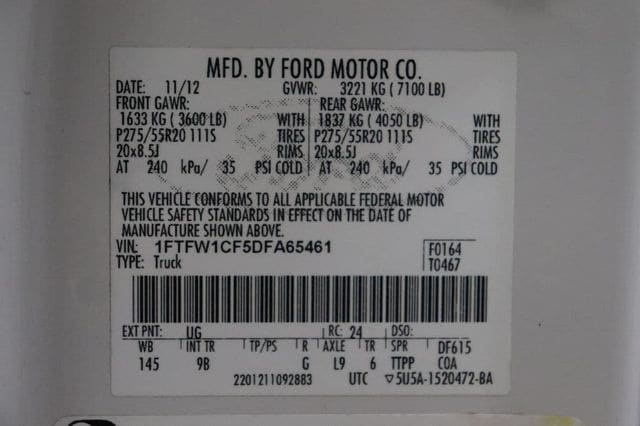 MFD. BY FORD MOTOR CO.
DATE: 11/12 GVWR: 3221 KG ( 7100 LB)
FRONT GAWR: REAR GAWR:
1633 KG ( 3600 LB) WITH 1837 KG ( 4050 LB) WITH
P275/55R20 111S TIRES P275/55R20 111S TIRES
20x8.5J RIMS 20x8.5J RIMS
AT 240 kPa/ 35 PSI COLD AT 240 kPa/ 35 PSI COLD
THIS VEHICLE CONFORMS TO ALL APPLICABLE FEDERAL MOTOR
VEHICLE SAFETY STANDARDS IN EFFECT ON THE DATE OF
MANUFACTURE SHOWN ABOVE.
VIN: 1FTFW1CF5DFA65461 F0164
TYPE: Truck T0467
EXT PNT: UG RC: 24 DSO:
WB INT TR TP/PS R AXLE TR SPR DF615
145 9B G L9 6 TTPP COA
2201211092883 UTC ▽5U5A-1520472-BA